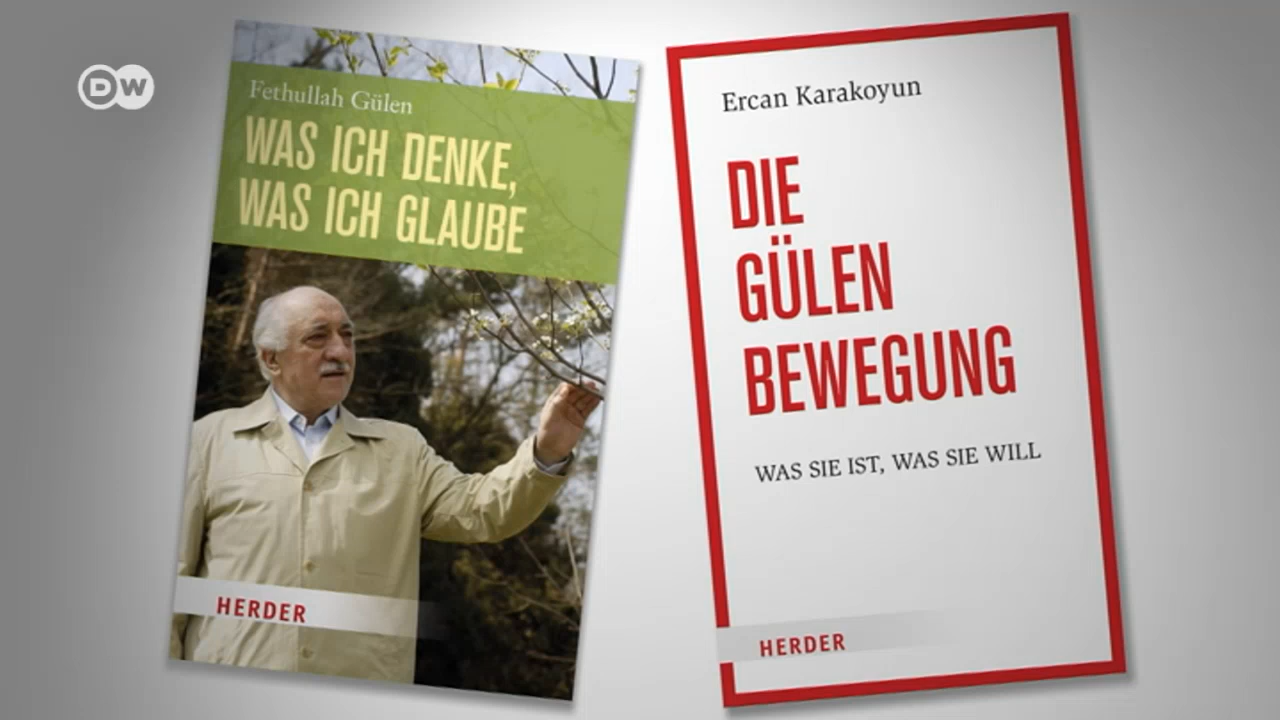 DW
Fethullah Gülen
WAS ICH DENKE,
WAS ICH GLAUBE
HERDER
Ercan Karakoyun
DIE
GÜLEN
BEWEGUNG
WAS SIE IST, WAS SIE WILL
HERDER